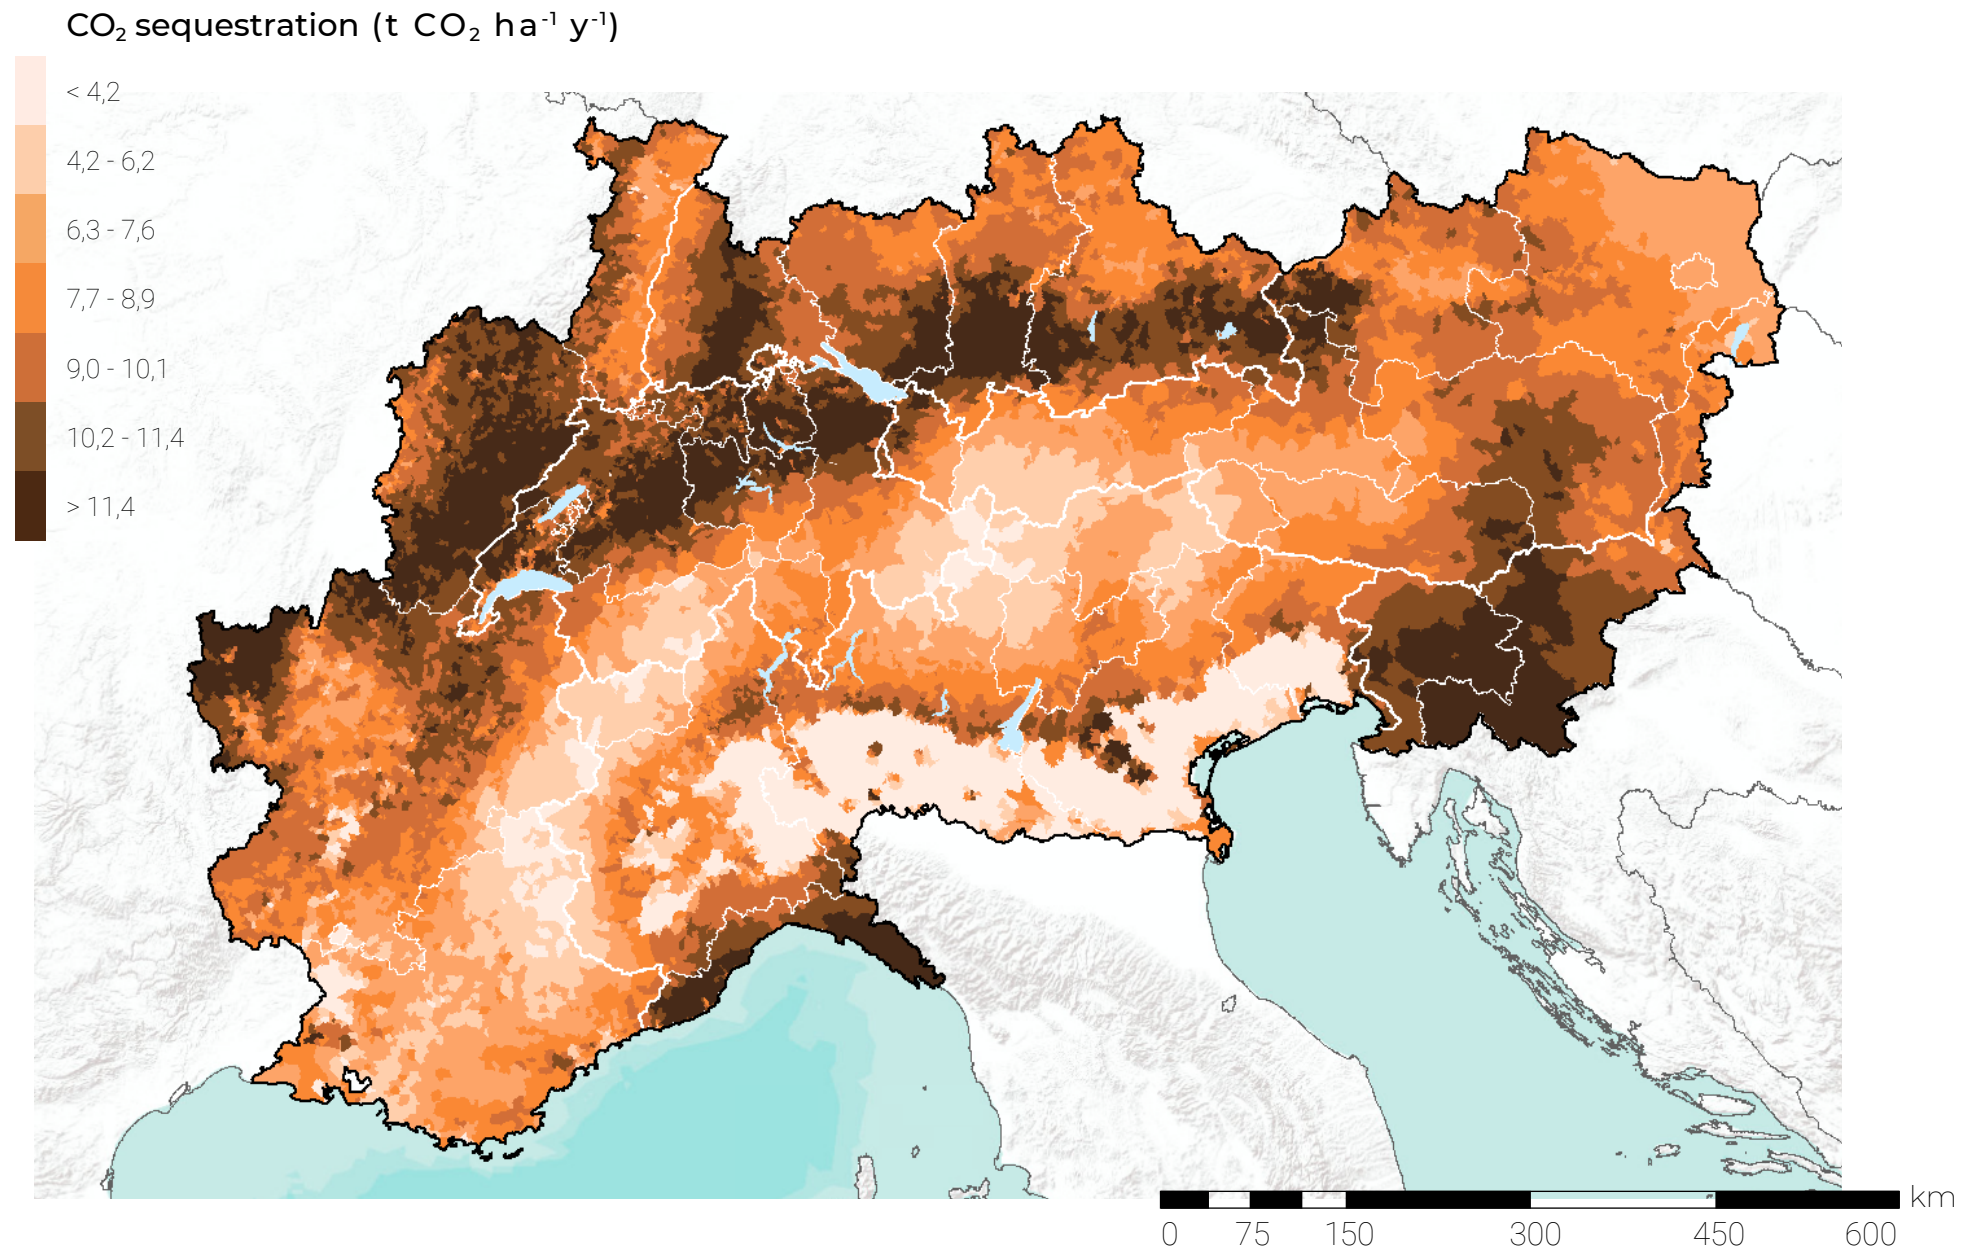 CO₂ sequestration (t CO₂ ha⁻¹ y⁻¹)
< 4,2
4,2 - 6,2
6,3 - 7,6
7,7 - 8,9
9,0 - 10,1
10,2 - 11,4
> 11,4
km
0 75 150 300 450 600